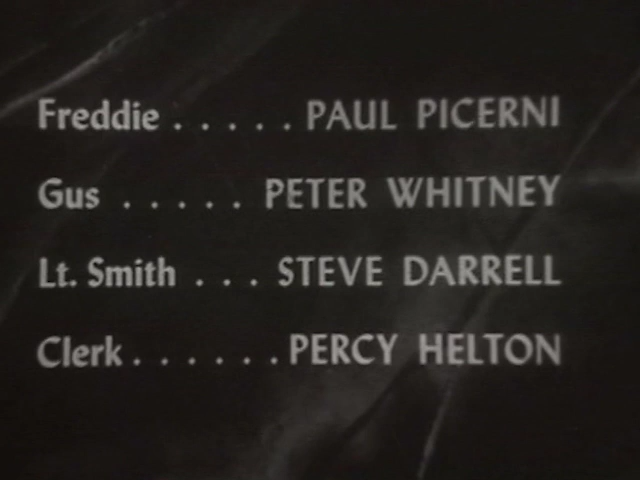 Freddie . . . . . PAUL PICERNI
Gus . . . . . PETER WHITNEY
Lt. Smith . . . STEVE DARRELL
Clerk . . . . . . PERCY HELTON